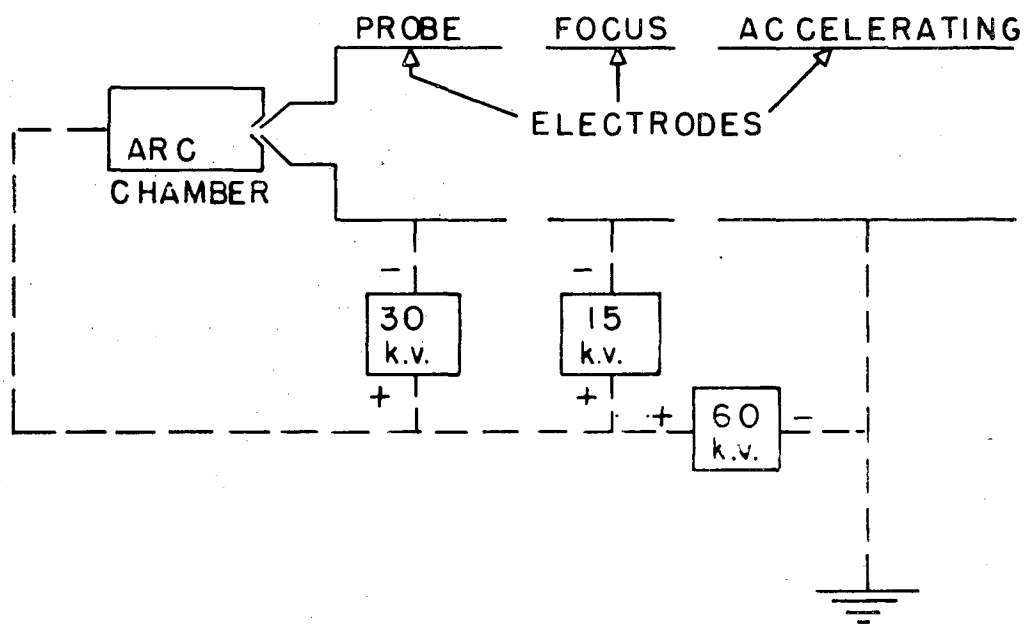 PROBE FOCUS ACCELERATING
ELECTRODES
ARC
CHAMBER
- -
30 15
k.v. k.v.
+ +
+ 60 -
k.v.